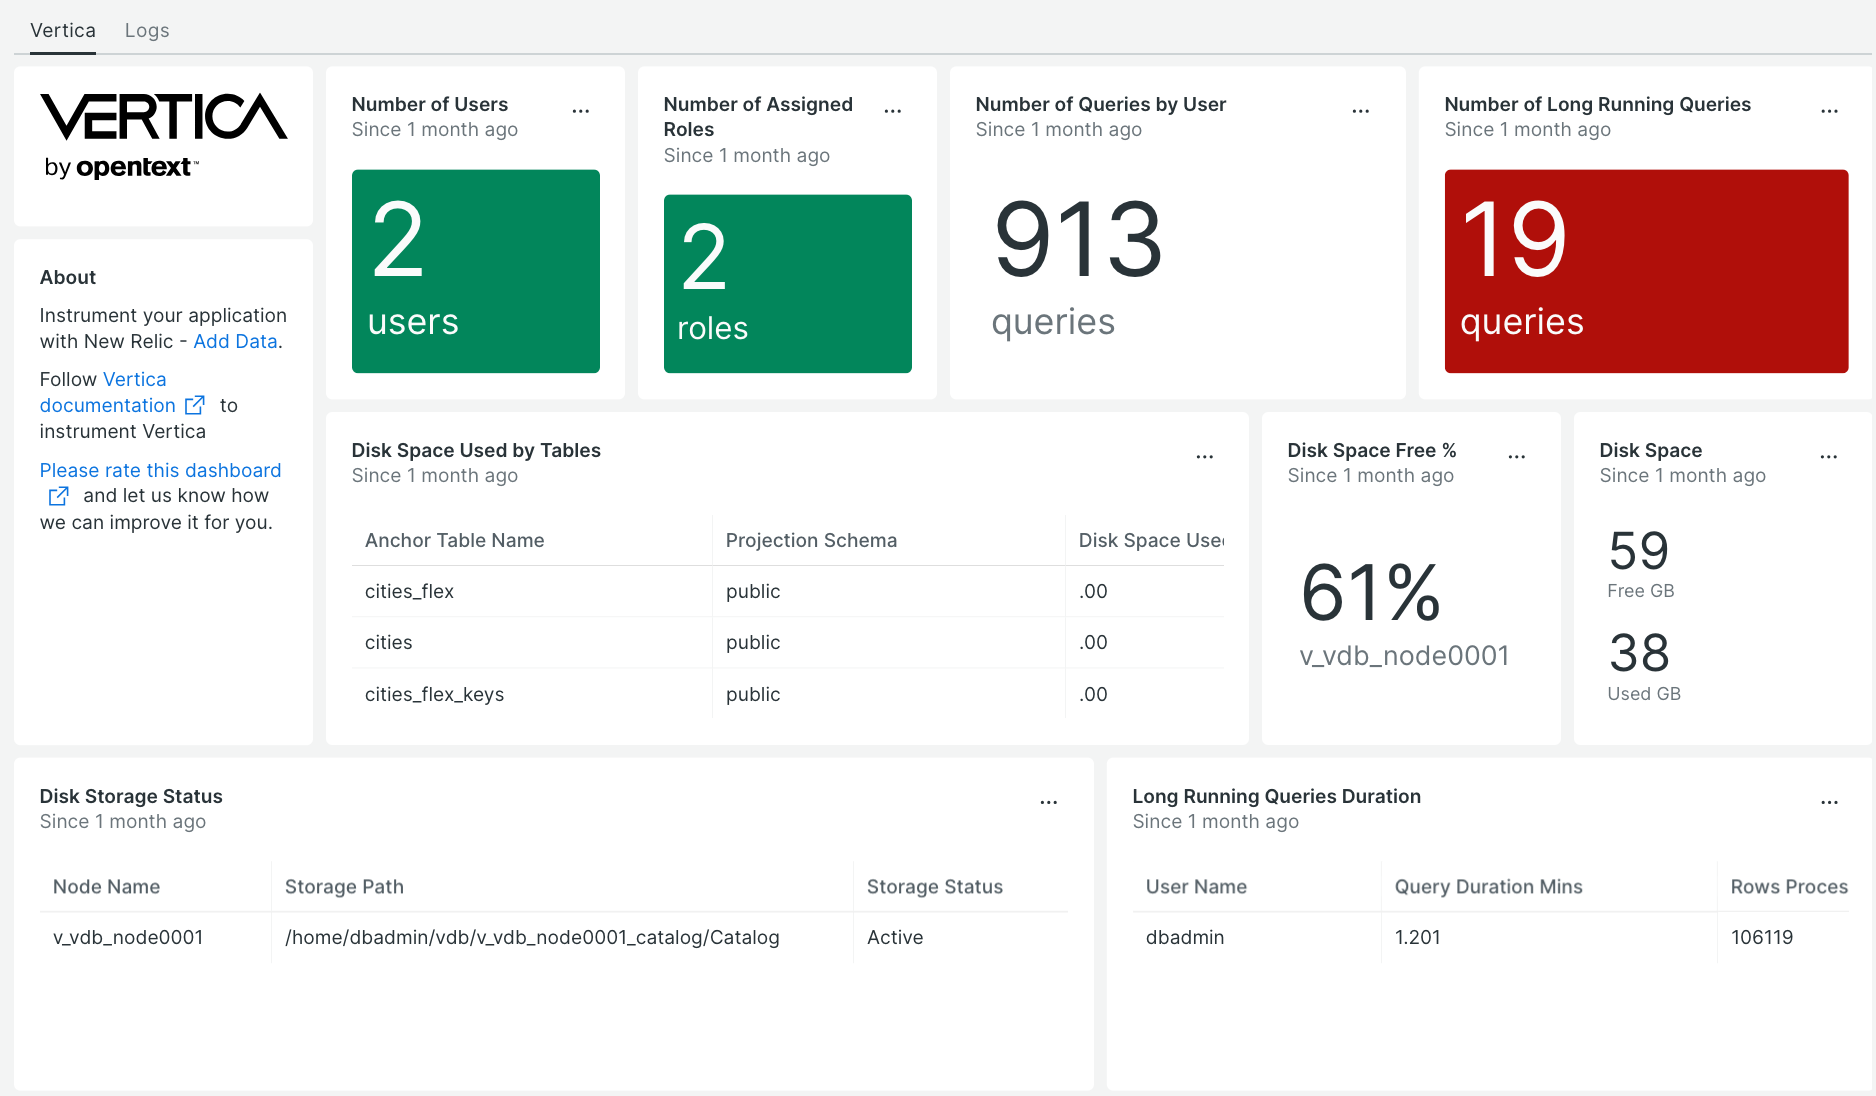 Vertica
Logs
VERTICA
by opentext™
About
Instrument your application
with New Relic - Add Data.
Follow Vertica
documentation to
instrument Vertica
Please rate this dashboard
and let us know how
we can improve it for you.
Number of Users
Since 1 month ago
...
2
users
Number of Assigned
Roles
Since 1 month ago
...
2
roles
Number of Queries by User
Since 1 month ago
...
913
queries
Number of Long Running Queries
Since 1 month ago
...
19
queries
Disk Space Used by Tables
Since 1 month ago
...
Anchor Table Name Projection Schema Disk Space Used
cities_flex public .00
cities public .00
cities_flex_keys public .00
Disk Space Free %
Since 1 month ago
...
61%
v_vdb_node0001
Disk Space
Since 1 month ago
...
59
Free GB
38
Used GB
Disk Storage Status
Since 1 month ago
...
Node Name Storage Path Storage Status
v_vdb_node0001 /home/dbadmin/vdb/v_vdb_node0001_catalog/Catalog Active
Long Running Queries Duration
Since 1 month ago
...
User Name Query Duration Mins Rows Proces
dbadmin 1.201 106119